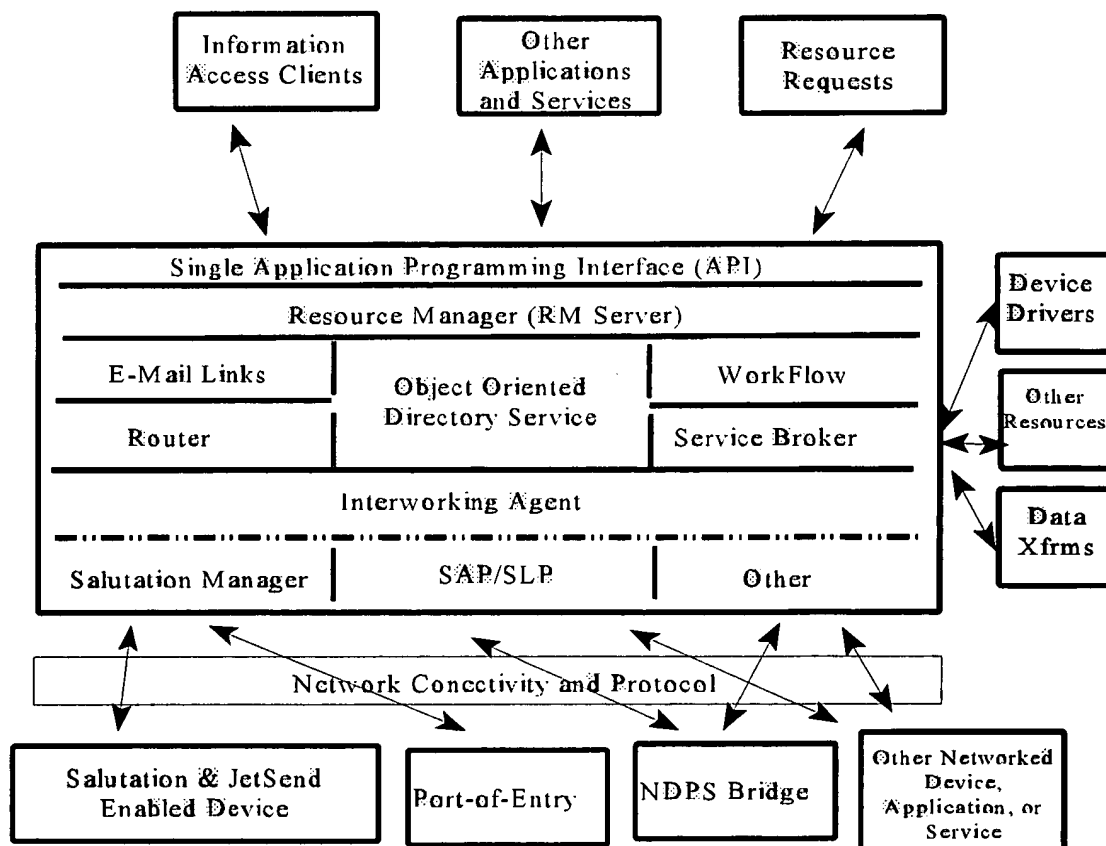 Information
Access Clients
Other
Applications
and Services
Resource
Requests
Single Application Programming Interface (API)
Resource Manager (RM Server)
E-Mail Links
Object Oriented
Directory Service
WorkFlow
Router
Service Broker
Interworking Agent
Salutation Manager
SAP/SLP
Other
Device
Drivers
Other
Resources
Data
Xfrms
Network Conectivity and Protocol
Salutation & JetSend
Enabled Device
Port-of-Entry
NDPS Bridge
Other Networked
Device,
Application, or
Service